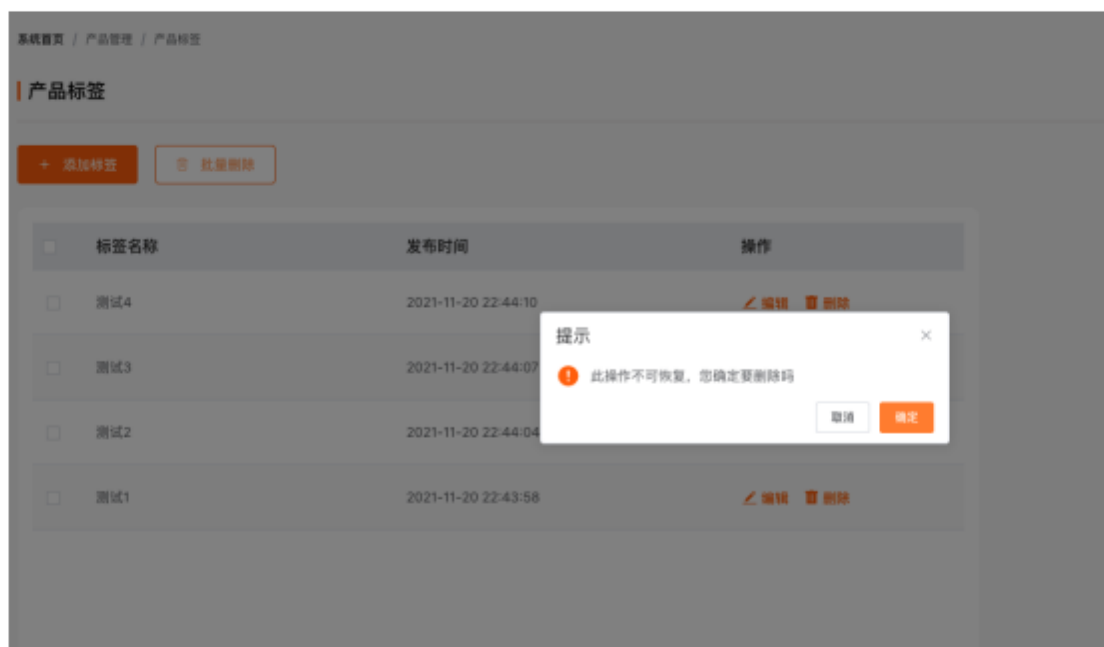 系统首页 / 产品管理 / 产品标签
产品标签
+ 添加标签 批量删除
标签名称 发布时间 操作
测试4 2021-11-20 22:44:10 编辑 删除
测试3 2021-11-20 22:44:07
测试2 2021-11-20 22:44:04
测试1 2021-11-20 22:43:58 编辑 删除
提示
此操作不可恢复，您确定要删除吗
取消 确定